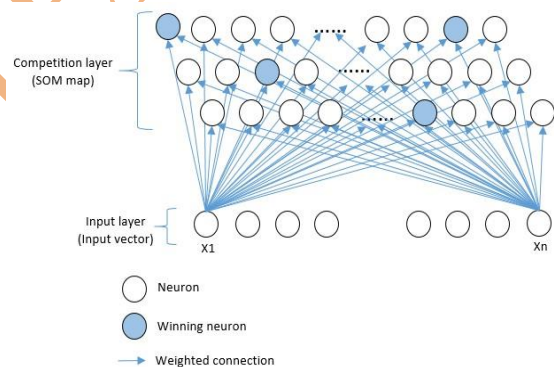 Competition layer
(SOM map)
......
......
......
Input layer
(Input vector)
X1
Xn
Neuron
Winning neuron
Weighted connection